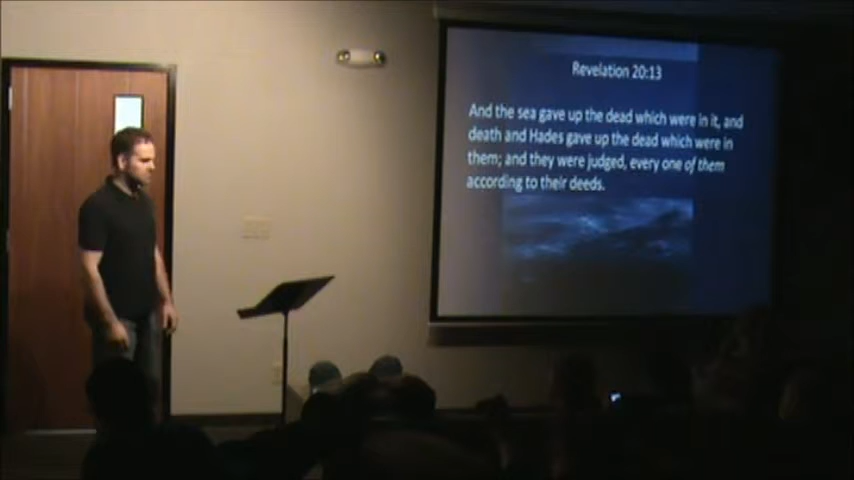 Revelation 20:13
And the sea gave up the dead which were in it, and
death and Hades gave up the dead which were in
them; and they were judged, every one of them
according to their deeds.